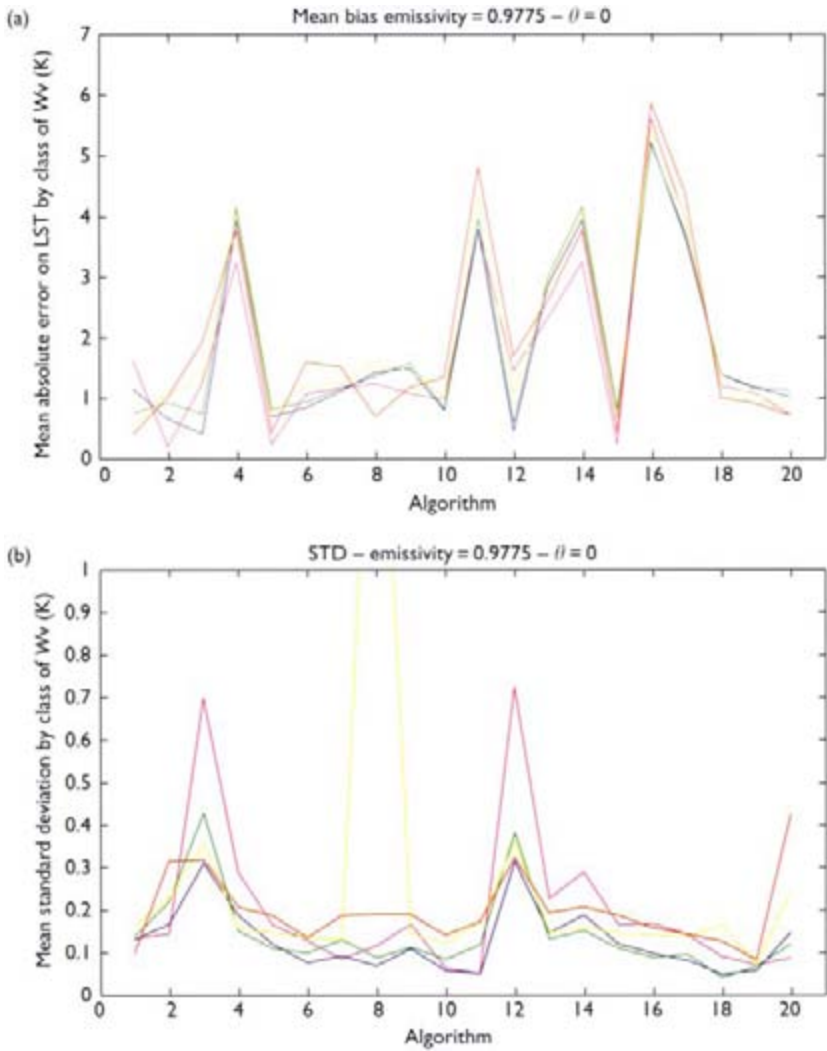 (a)
Mean bias emissivity = 0.9775 – θ = 0
Mean absolute error on LST by class of Wv (K)
7
6
5
4
3
2
1
0
0 2 4 6 8 10 12 14 16 18 20
Algorithm
(b)
STD – emissivity = 0.9775 – θ = 0
Mean standard deviation by class of Wv (K)
1
0.9
0.8
0.7
0.6
0.5
0.4
0.3
0.2
0.1
0
0 2 4 6 8 10 12 14 16 18 20
Algorithm